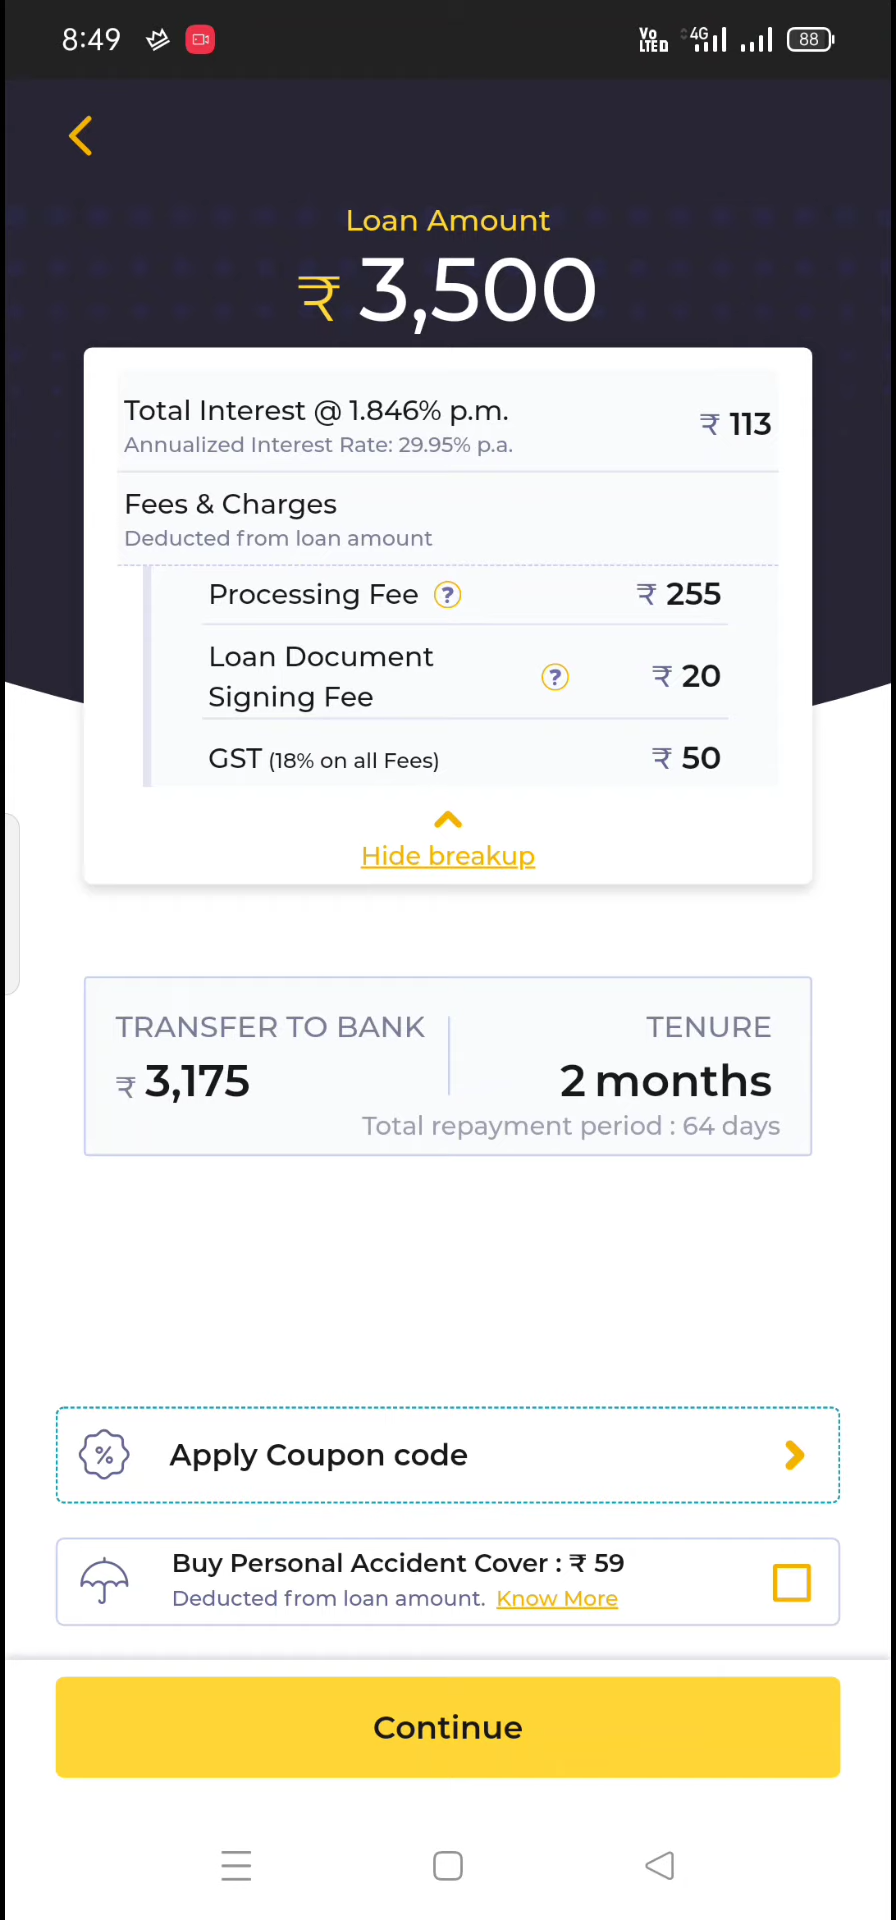 8:49
Vo LTE 4G 88
Loan Amount
₹ 3,500
Total Interest @ 1.846% p.m.
₹ 113
Annualized Interest Rate: 29.95% p.a.
Fees & Charges
Deducted from loan amount
Processing Fee ? ₹ 255
Loan Document
Signing Fee
? ₹ 20
GST (18% on all Fees) ₹ 50
Hide breakup
TRANSFER TO BANK
₹ 3,175
TENURE
2 months
Total repayment period : 64 days
% Apply Coupon code
Buy Personal Accident Cover : ₹ 59
Deducted from loan amount. Know More
Continue